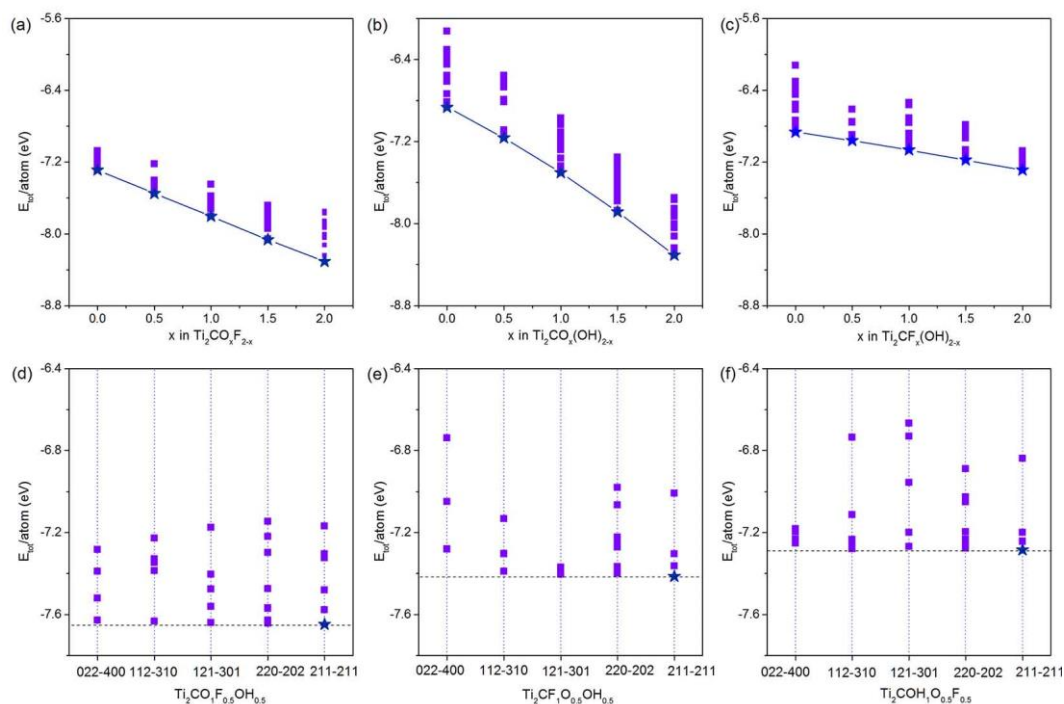 (a)
-5.6
-6.4
-7.2
-8.0
-8.8
E_tot/atom (eV)
0.0 0.5 1.0 1.5 2.0
x in Ti₂COₓF₂₋ₓ
(b)
-6.4
-7.2
-8.0
-8.8
E_tot/atom (eV)
0.0 0.5 1.0 1.5 2.0
x in Ti₂COₓ(OH)₂₋ₓ
(c)
-5.6
-6.4
-7.2
-8.0
-8.8
E_tot/atom (eV)
0.0 0.5 1.0 1.5 2.0
x in Ti₂CFₓ(OH)₂₋ₓ
(d)
-6.4
-6.8
-7.2
-7.6
E_tot/atom (eV)
022-400 112-310 121-301 220-202 211-211
Ti₂CO₁F₀.₅OH₀.₅
(e)
-6.4
-6.8
-7.2
-7.6
E_tot/atom (eV)
022-400 112-310 121-301 220-202 211-211
Ti₂CF₁O₀.₅OH₀.₅
(f)
-6.4
-6.8
-7.2
-7.6
E_tot/atom (eV)
022-400 112-310 121-301 220-202 211-211
Ti₂COH₁O₀.₅F₀.₅